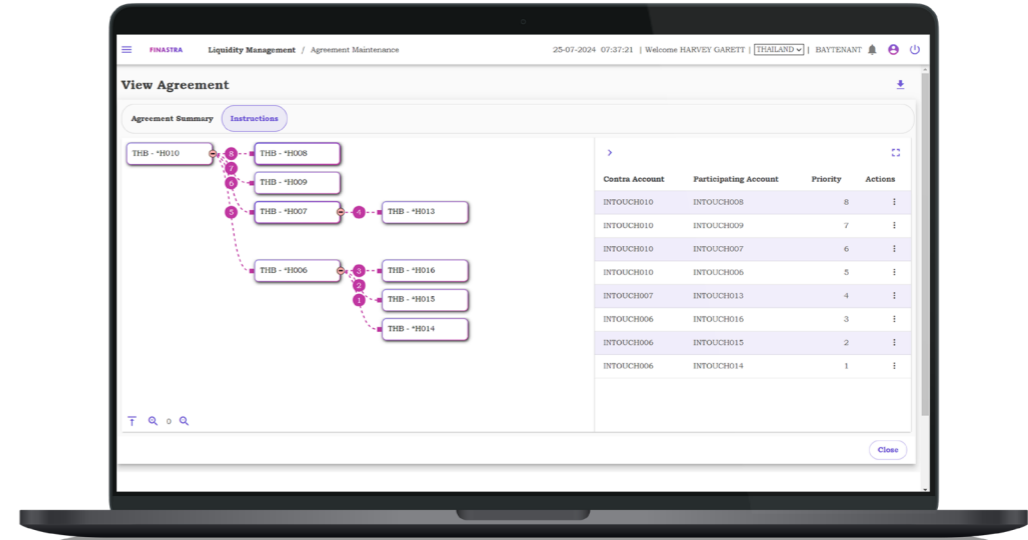 FINASTRA Liquidity Management / Agreement Maintenance 25-07-2024 07:37:21 | Welcome HARVEY GARETT | THAILAND | BAYTENANT
View Agreement
Agreement Summary Instructions
THB - *H010
8
THB - *H008
7
6
THB - *H009
5
THB - *H007
4
THB - *H013
THB - *H006
3
THB - *H016
2
1
THB - *H015
THB - *H014
0
Contra Account Participating Account Priority Actions
INTOUCH010 INTOUCH008 8
INTOUCH010 INTOUCH009 7
INTOUCH010 INTOUCH007 6
INTOUCH010 INTOUCH006 5
INTOUCH007 INTOUCH013 4
INTOUCH006 INTOUCH016 3
INTOUCH006 INTOUCH015 2
INTOUCH006 INTOUCH014 1
Close